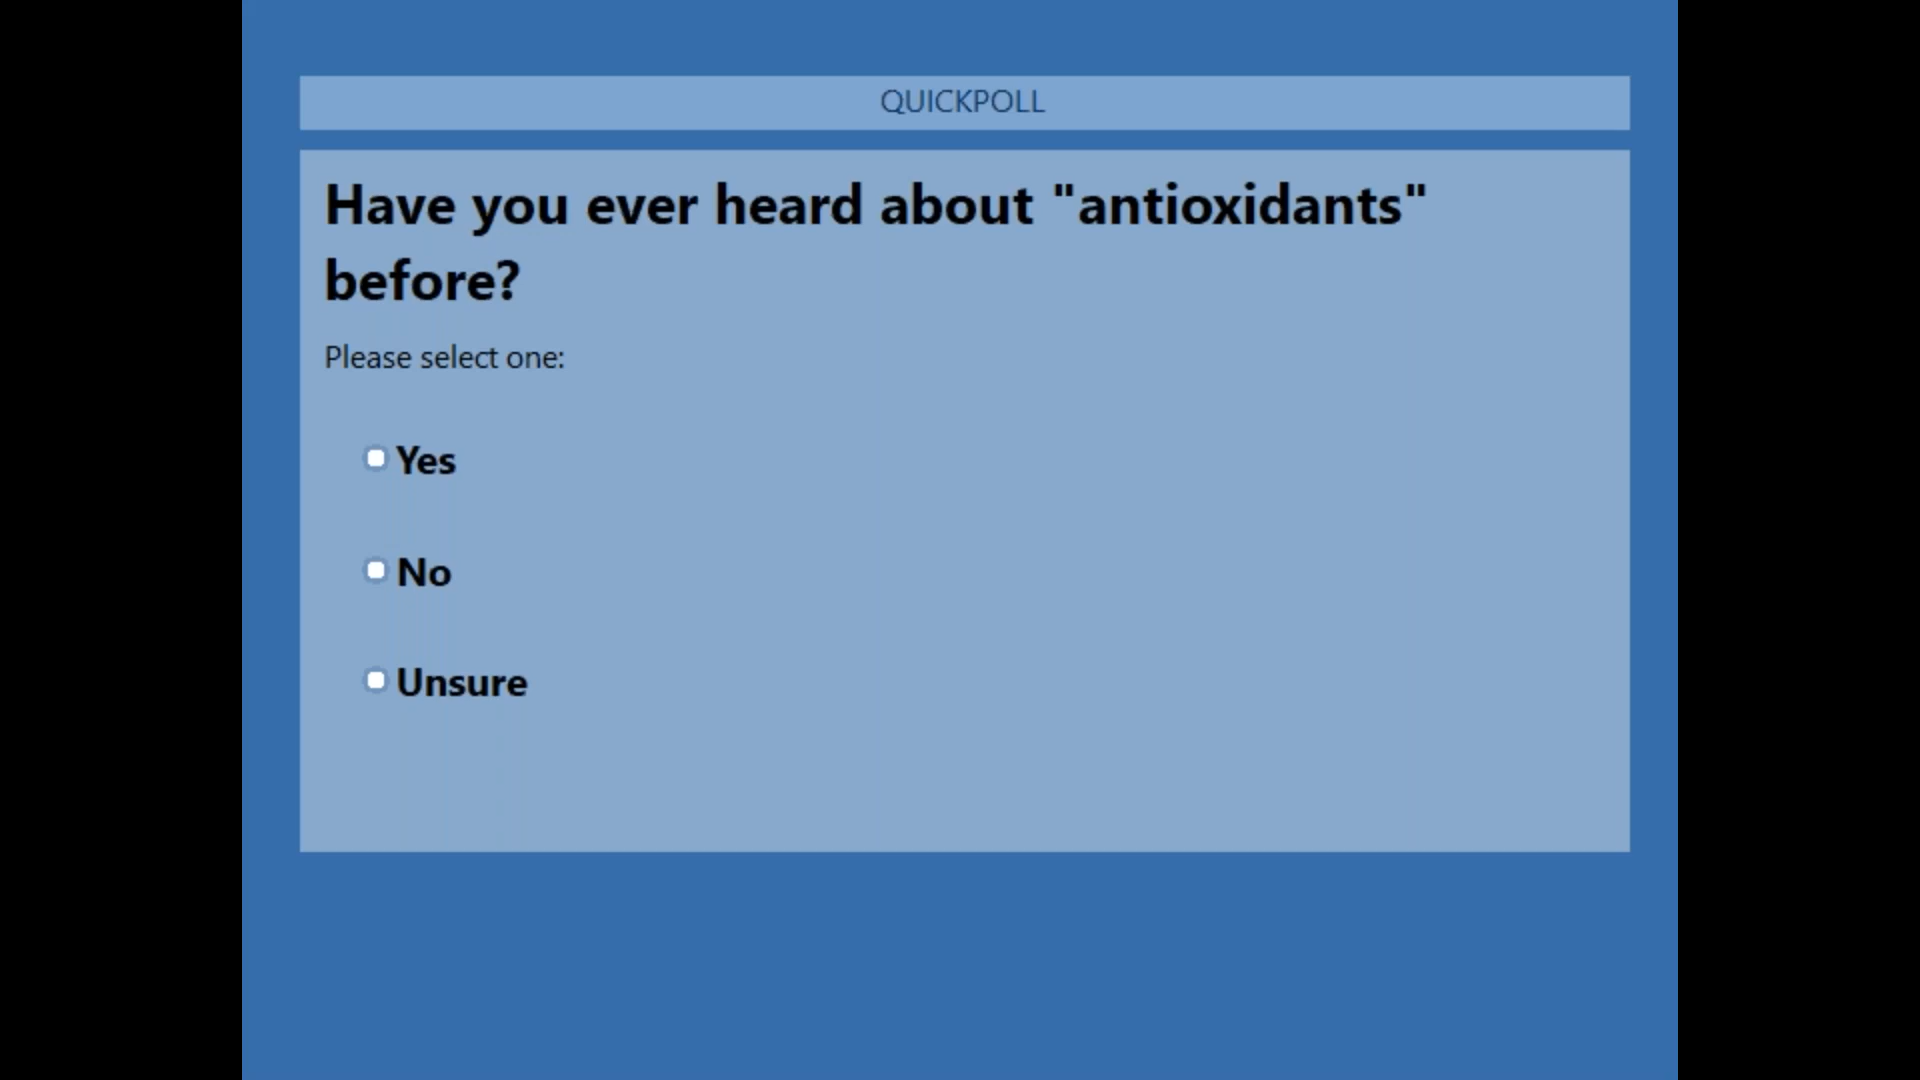 QUICKPOLL
Have you ever heard about "antioxidants"
before?
Please select one:
Yes
No
Unsure